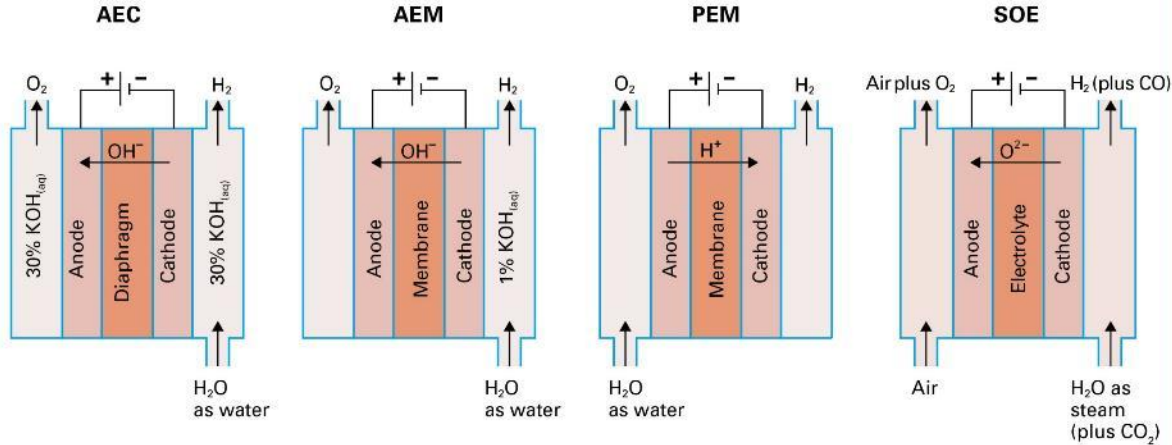 AEC
O₂
+ −
H₂
OH⁻
30% KOH(aq)
Anode
Diaphragm
Cathode
30% KOH(aq)
H₂O
as water
AEM
O₂
+ −
H₂
OH⁻
Anode
Membrane
Cathode
1% KOH(aq)
H₂O
as water
PEM
O₂
+ −
H₂
H⁺
Anode
Membrane
Cathode
H₂O
as water
SOE
Air plus O₂
+ −
H₂ (plus CO)
O²⁻
Anode
Electrolyte
Cathode
Air
H₂O as
steam
(plus CO₂)